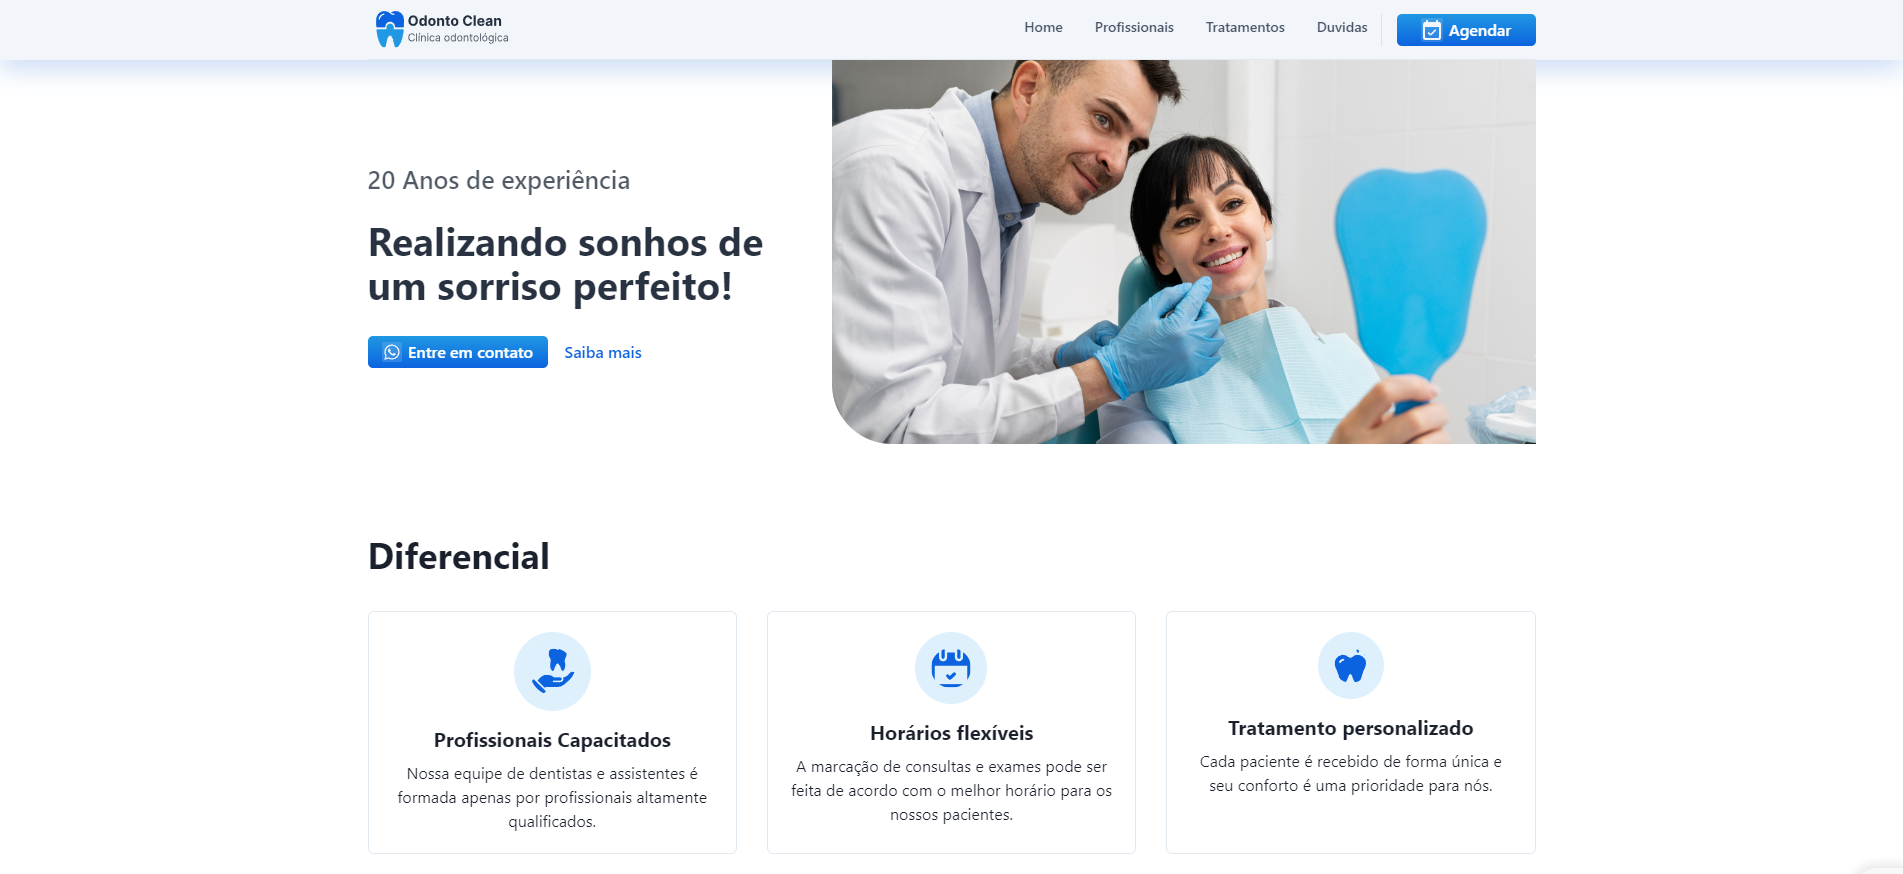 Odonto Clean
Clínica odontológica
Home
Profissionais
Tratamentos
Duvidas
Agendar
20 Anos de experiência
Realizando sonhos de
um sorriso perfeito!
Entre em contato
Saiba mais
Diferencial
Profissionais Capacitados
Nossa equipe de dentistas e assistentes é
formada apenas por profissionais altamente
qualificados.
Horários flexíveis
A marcação de consultas e exames pode ser
feita de acordo com o melhor horário para os
nossos pacientes.
Tratamento personalizado
Cada paciente é recebido de forma única e
seu conforto é uma prioridade para nós.